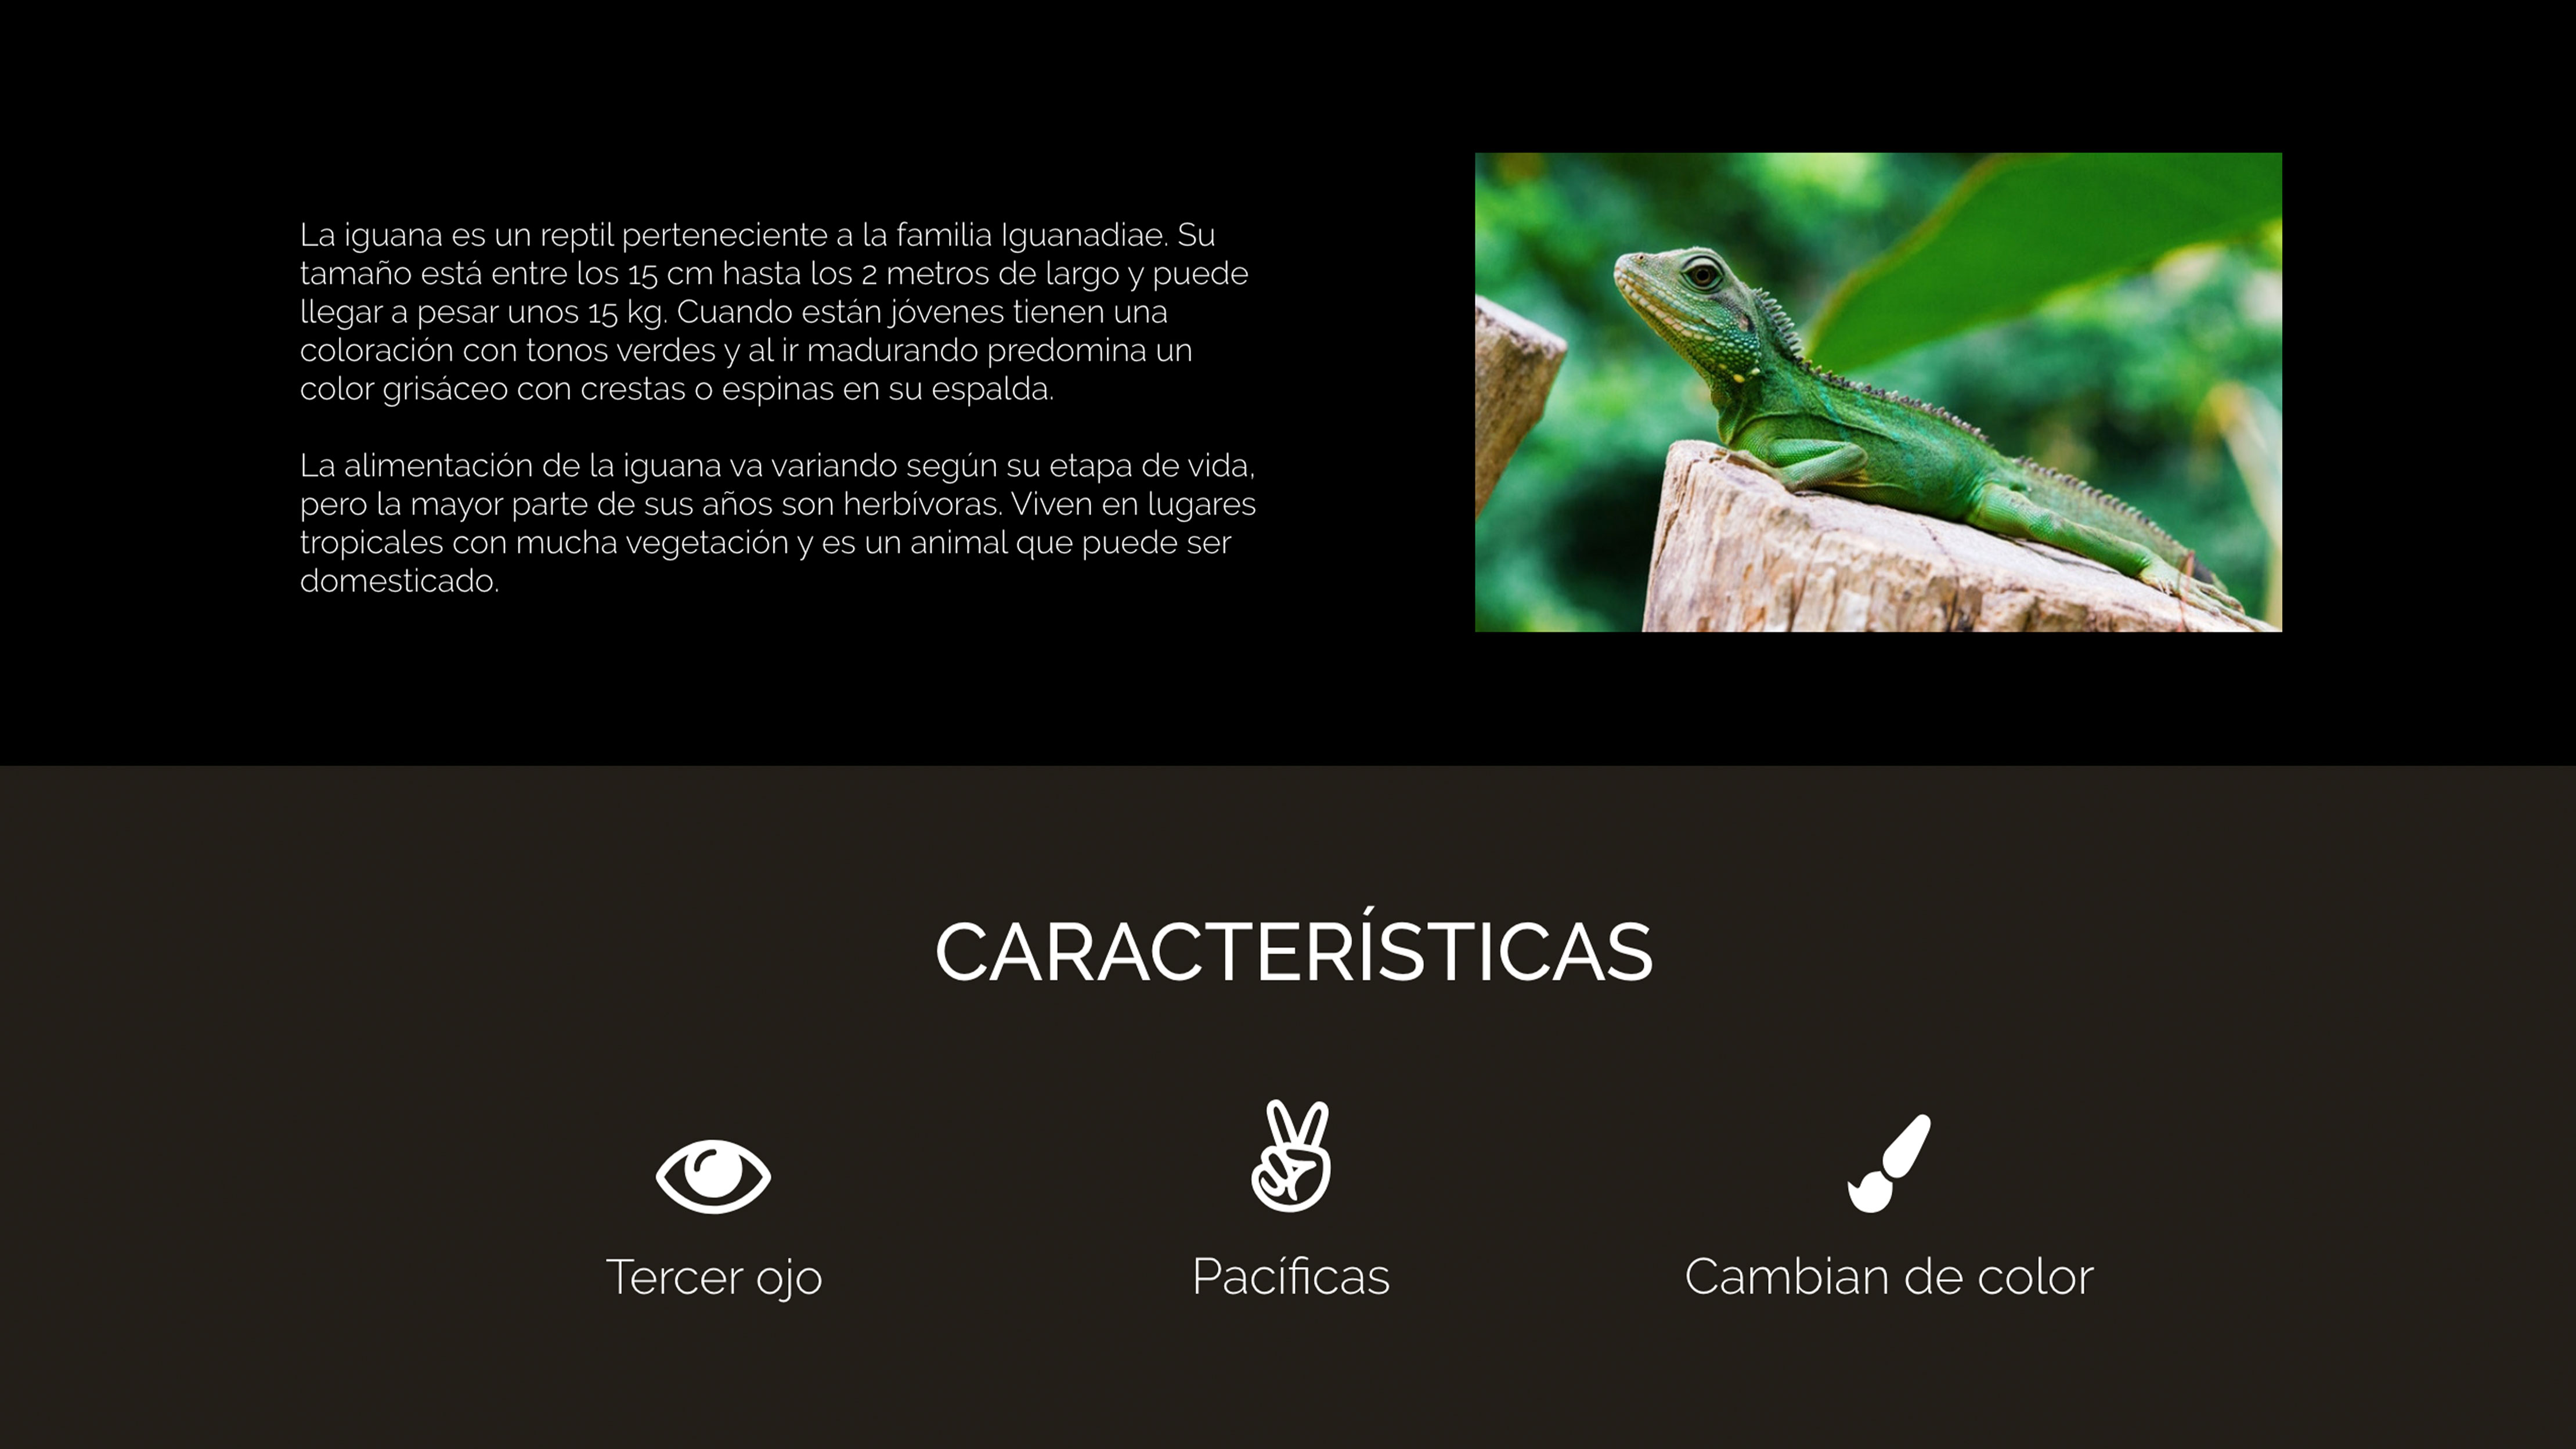 La iguana es un reptil perteneciente a la familia Iguanadiae. Su
tamaño está entre los 15 cm hasta los 2 metros de largo y puede
llegar a pesar unos 15 kg. Cuando están jóvenes tienen una
coloración con tonos verdes y al ir madurando predomina un
color grisáceo con crestas o espinas en su espalda.
La alimentación de la iguana va variando según su etapa de vida,
pero la mayor parte de sus años son herbívoras. Viven en lugares
tropicales con mucha vegetación y es un animal que puede ser
domesticado.
CARACTERÍSTICAS
Tercer ojo
Pacíficas
Cambian de color